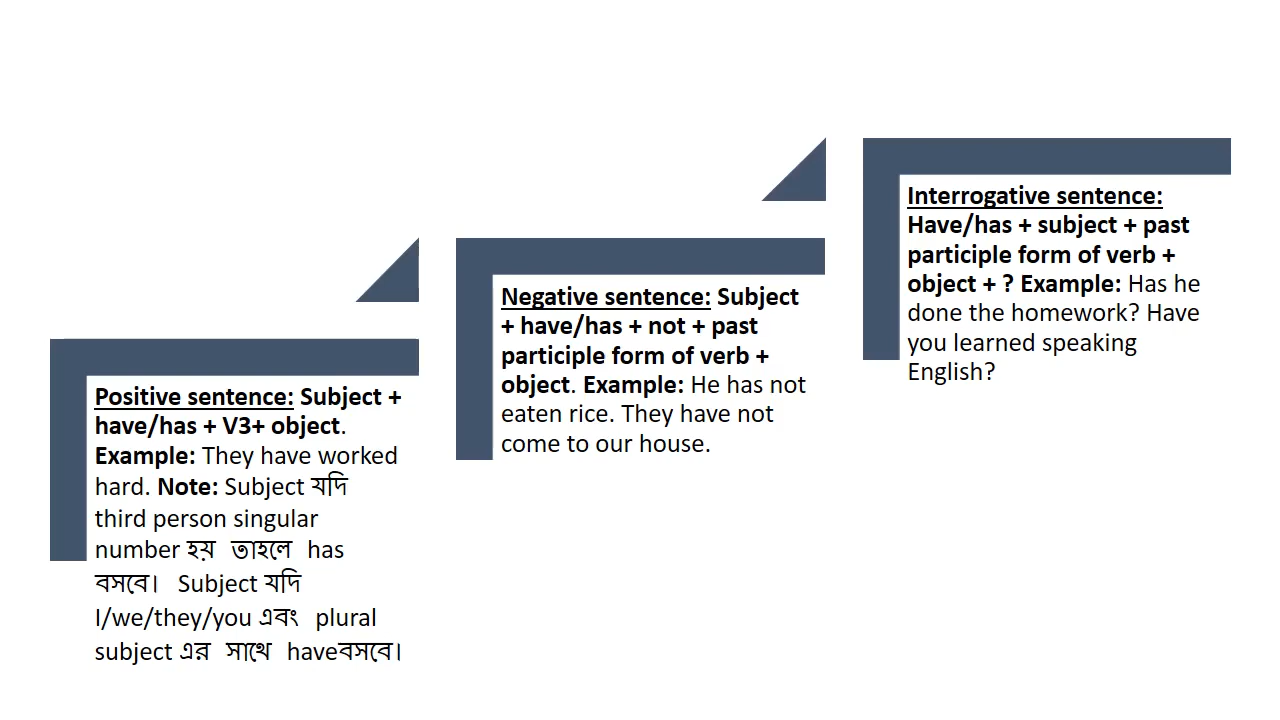 Positive sentence: Subject +
have/has + V3+ object.
Example: They have worked
hard. Note: Subject যদি
third person singular
number হয় তাহলে has
বসবে। Subject যদি
I/we/they/you এবং plural
subject এর সাথে haveবসবে।
Negative sentence: Subject
+ have/has + not + past
participle form of verb +
object. Example: He has not
eaten rice. They have not
come to our house.
Interrogative sentence:
Have/has + subject + past
participle form of verb +
object + ? Example: Has he
done the homework? Have
you learned speaking
English?